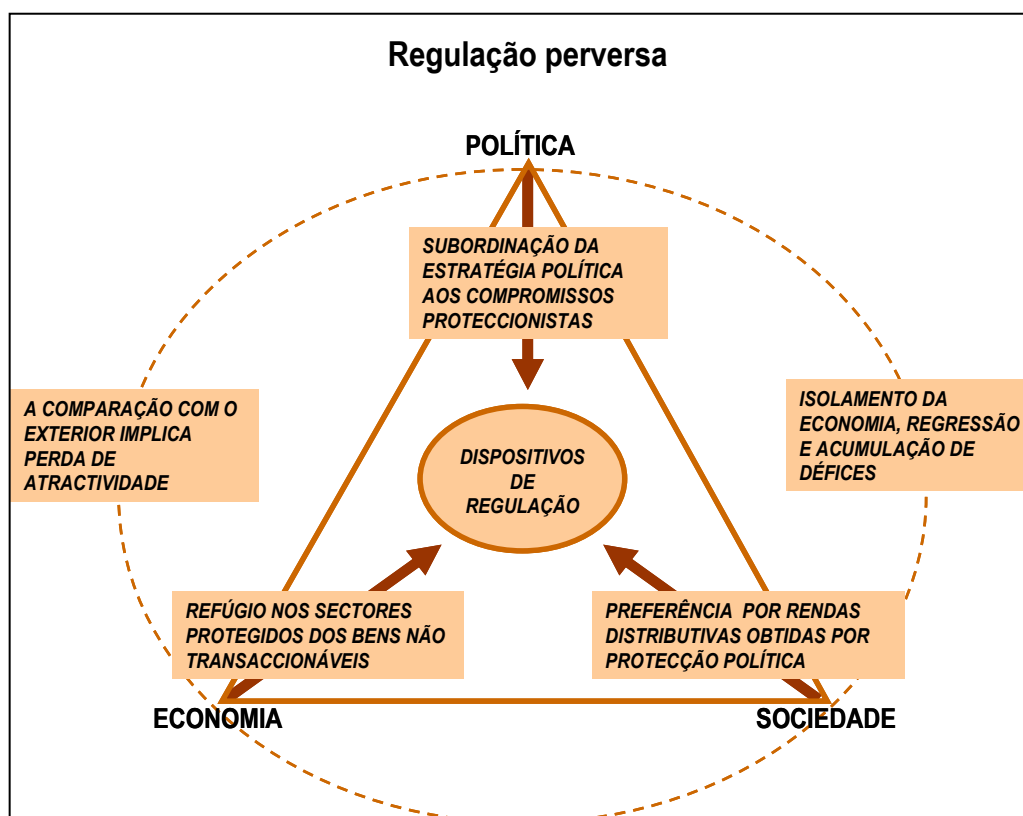 Regulação perversa
POLÍTICA
SUBORDINAÇÃO DA
ESTRATÉGIA POLÍTICA
AOS COMPROMISSOS
PROTECCIONISTAS
A COMPARAÇÃO COM O
EXTERIOR IMPLICA
PERDA DE
ATRACTIVIDADE
ISOLAMENTO DA
ECONOMIA, REGRESSÃO
E ACUMULAÇÃO DE
DÉFICES
DISPOSITIVOS
DE
REGULAÇÃO
REFÚGIO NOS SECTORES
PROTEGIDOS DOS BENS NÃO
TRANSACCIONÁVEIS
PREFERÊNCIA POR RENDAS
DISTRIBUTIVAS OBTIDAS POR
PROTECÇÃO POLÍTICA
ECONOMIA
SOCIEDADE